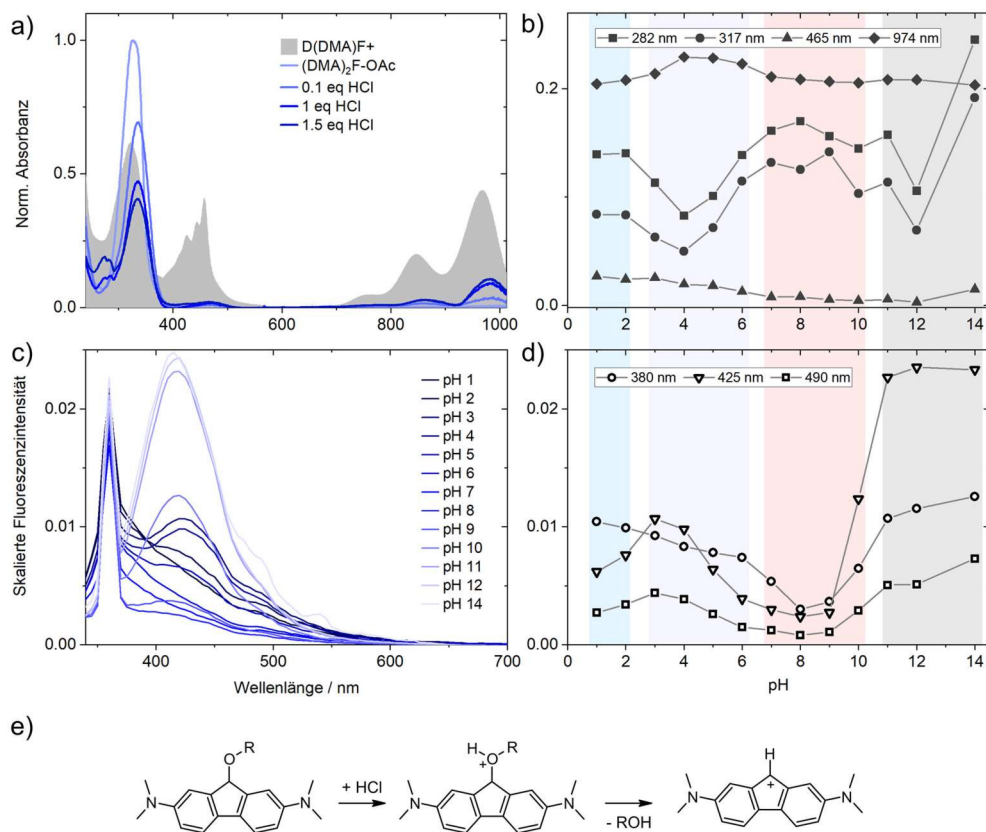 a)
Norm. Absorbanz
1.0
0.5
0.0
400
600
800
1000
D(DMA)F+
(DMA)₂F-OAc
0.1 eq HCl
1 eq HCl
1.5 eq HCl
b)
282 nm
317 nm
465 nm
974 nm
0.2
0.0
0
2
4
6
8
10
12
14
c)
Skalierte Fluoreszenzintensität
0.02
0.01
0.00
400
500
600
700
Wellenlänge / nm
pH 1
pH 2
pH 3
pH 4
pH 5
pH 6
pH 7
pH 8
pH 9
pH 10
pH 11
pH 12
pH 14
d)
380 nm
425 nm
490 nm
0.02
0.01
0.00
0
2
4
6
8
10
12
14
pH
e)
O R
N N
+ HCl
H O R
+
N N
- ROH
H
+
N N